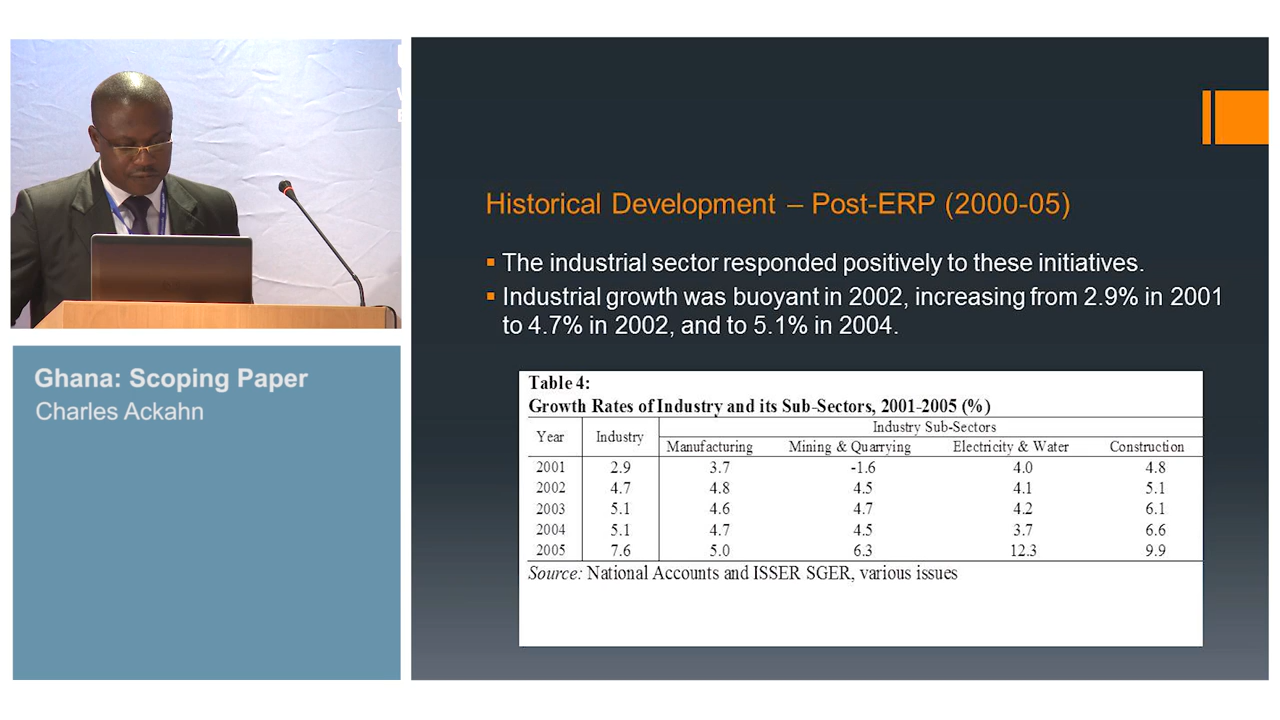 Ghana: Scoping Paper
Charles Ackahn
Historical Development – Post-ERP (2000-05)
The industrial sector responded positively to these initiatives.
Industrial growth was buoyant in 2002, increasing from 2.9% in 2001
to 4.7% in 2002, and to 5.1% in 2004.
Table 4:
Growth Rates of Industry and its Sub-Sectors, 2001-2005 (%)
Year Industry Industry Sub-Sectors
Manufacturing Mining & Quarrying Electricity & Water Construction
2001 2.9 3.7 -1.6 4.0 4.8
2002 4.7 4.8 4.5 4.1 5.1
2003 5.1 4.6 4.7 4.2 6.1
2004 5.1 4.7 4.5 3.7 6.6
2005 7.6 5.0 6.3 12.3 9.9
Source: National Accounts and ISSER SGER, various issues